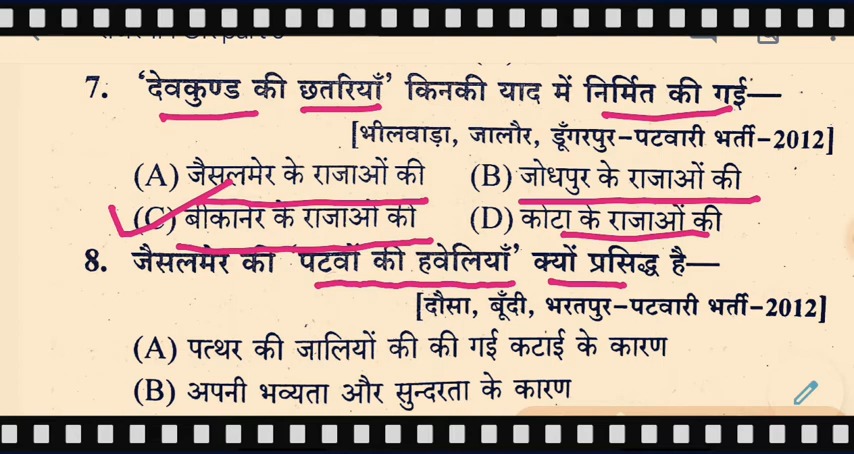 7. ‘देवकुण्ड की छतरियाँ’ किनकी याद में निर्मित की गई—
[भीलवाड़ा, जालौर, डूँगरपुर–पटवारी भर्ती–2012]
(A) जैसलमेर के राजाओं की (B) जोधपुर के राजाओं की
(C) बीकानेर के राजाओं की (D) कोटा के राजाओं की
8. जैसलमेर की ‘पटवों की हवेलियाँ’ क्यों प्रसिद्ध है—
[दौसा, बूँदी, भरतपुर–पटवारी भर्ती–2012]
(A) पत्थर की जालियों की की गई कटाई के कारण
(B) अपनी भव्यता और सुन्दरता के कारण